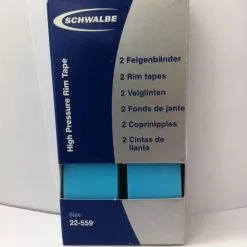 SCHWALBE
High Pressure Rim Tape
2 Felgenbänder
2 Rim tapes
2 Velglinten
2 Fonds de jante
2 Coprinipples
2 Cintas de
llanta
Size
22-559